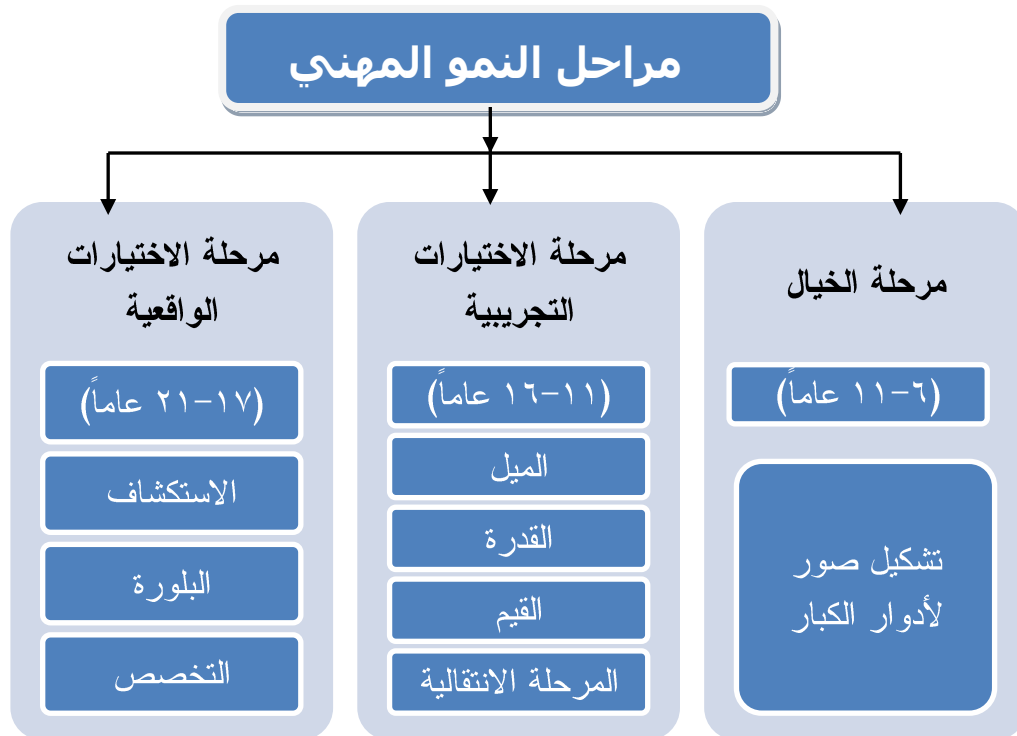 مراحل النمو المهني
مرحلة الخيال
(٦-١١ عاماً)
تشكيل صور
لأدوار الكبار
مرحلة الاختيارات
التجريبية
(١١-١٦ عاماً)
الميل
القدرة
القيم
المرحلة الانتقالية
مرحلة الاختيارات
الواقعية
(١٧-٢١ عاماً)
الاستكشاف
البلورة
التخصص